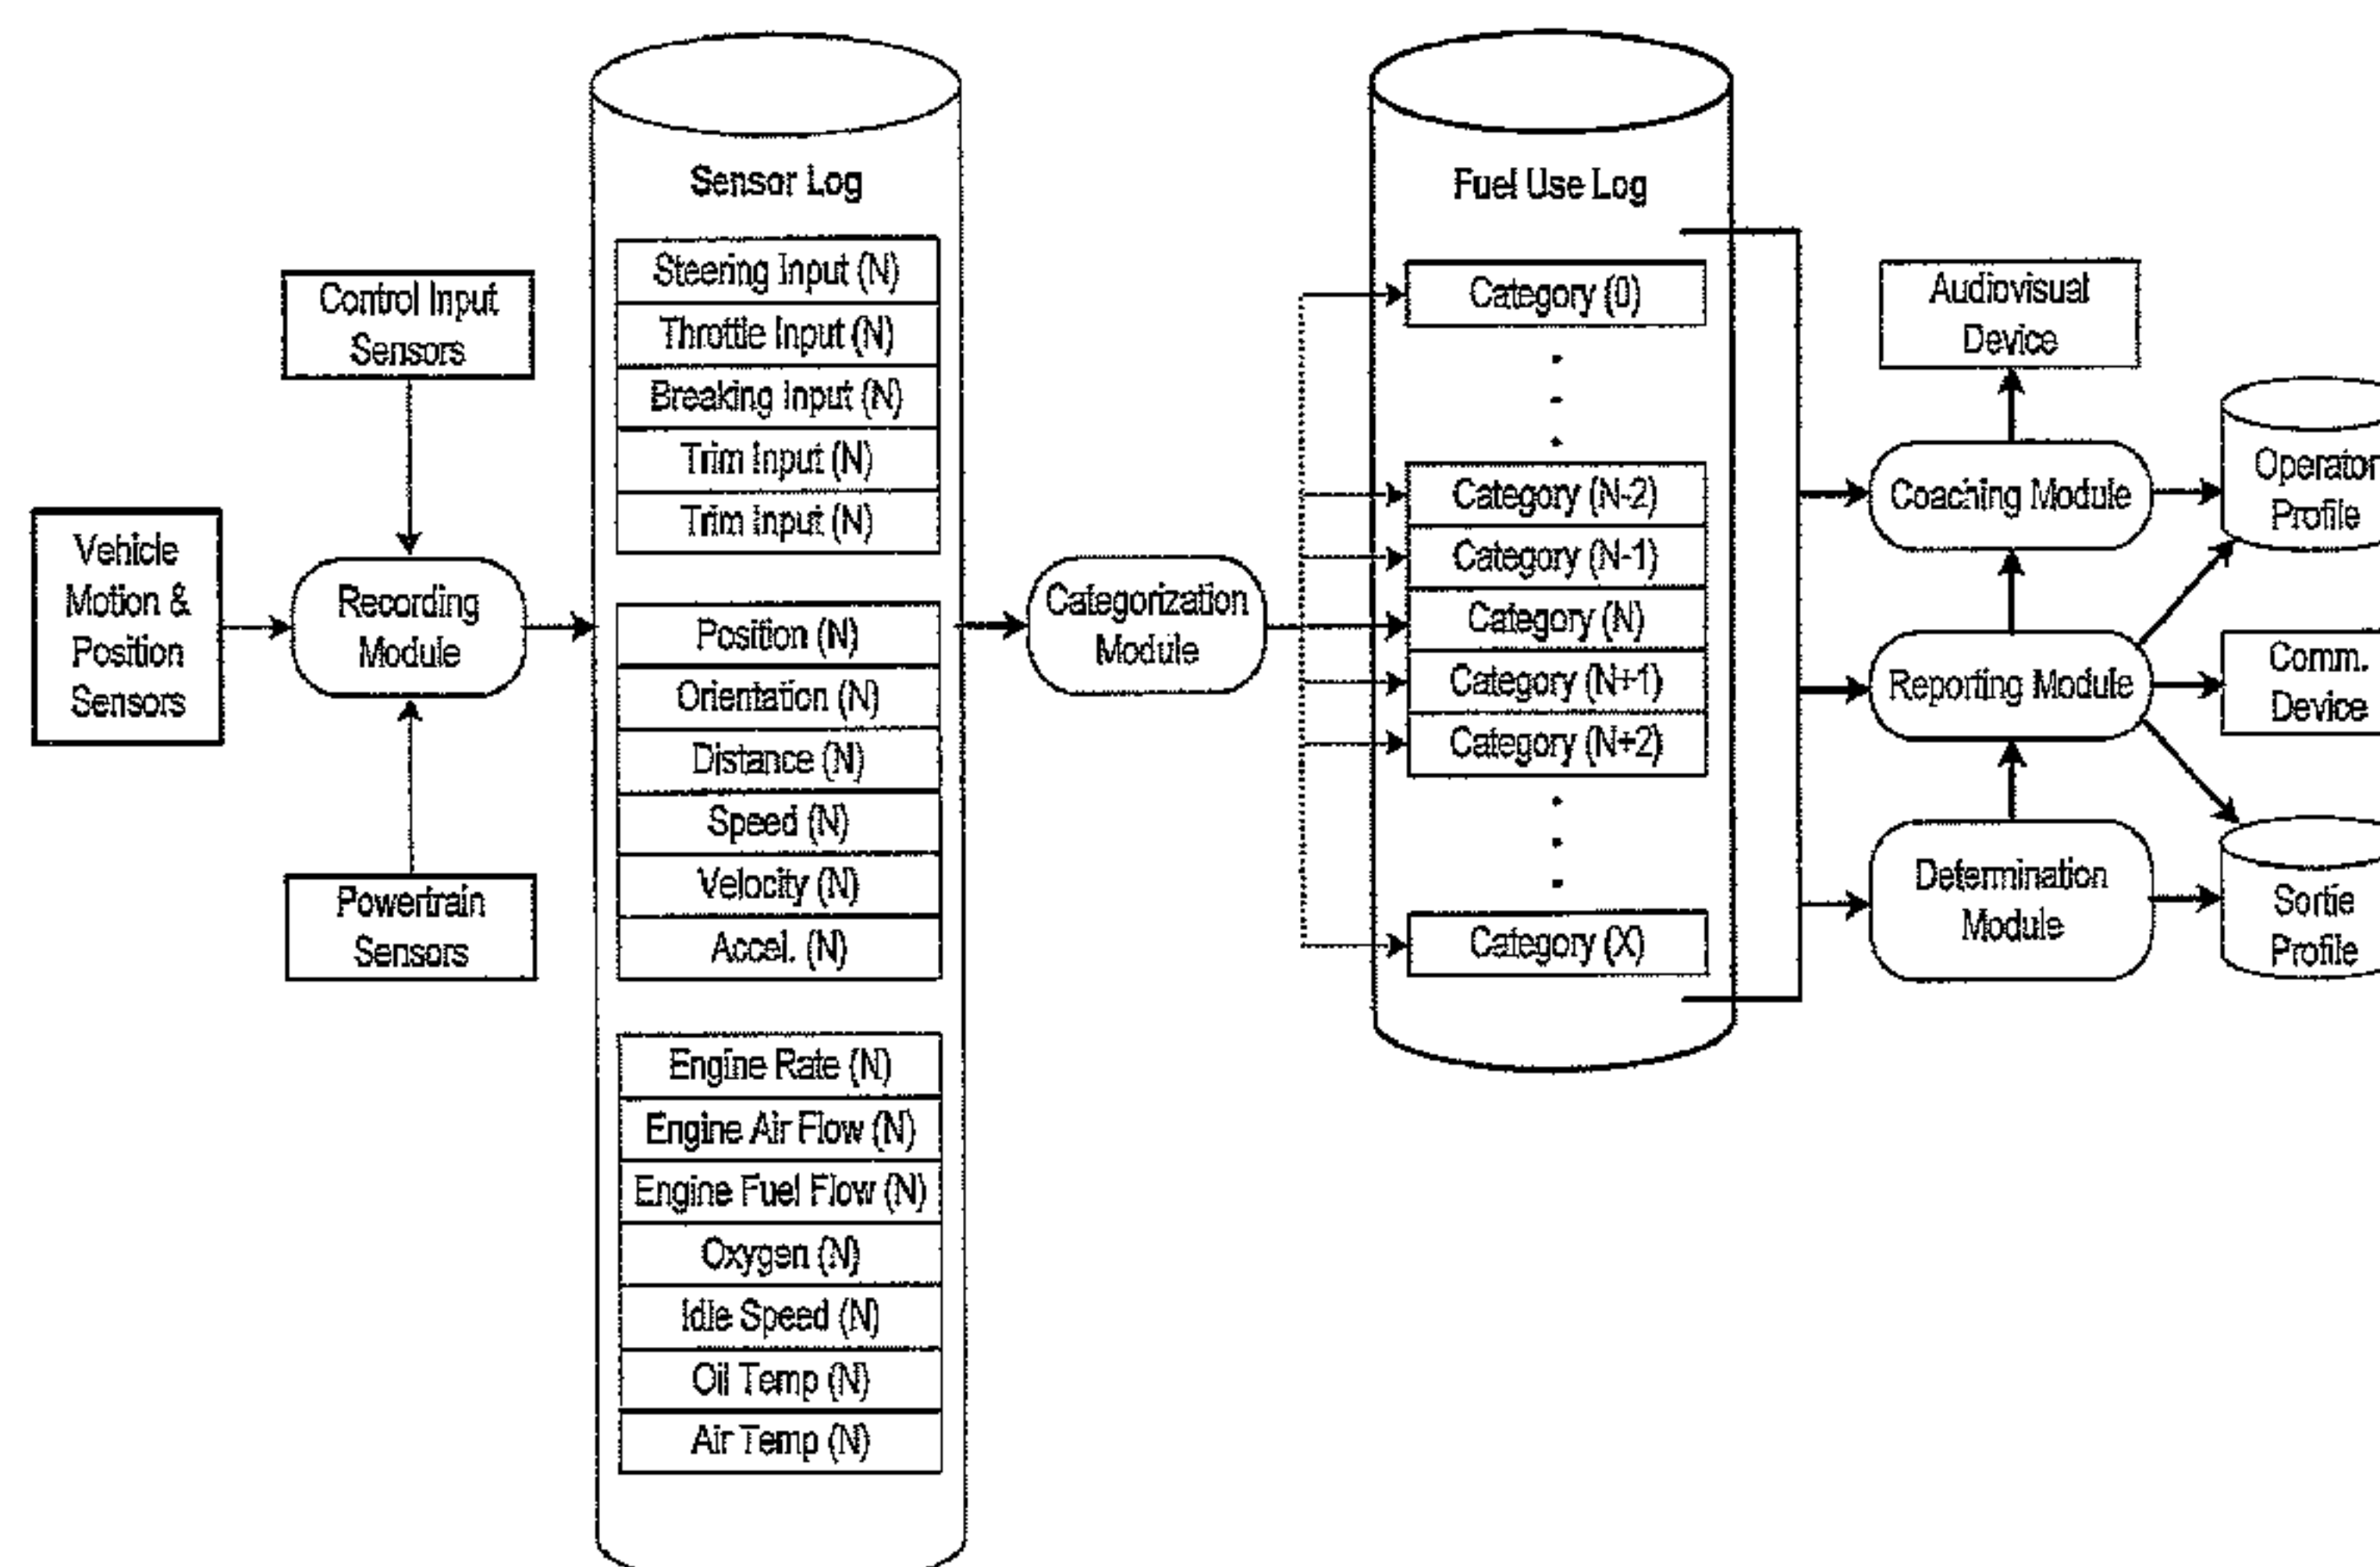 Vehicle
Motion &
Position
Sensors
Control Input
Sensors
Recording
Module
Powertrain
Sensors
Sensor Log
Steering Input (N)
Throttle Input (N)
Breaking Input (N)
Trim Input (N)
Trim Input (N)
Position (N)
Orientation (N)
Distance (N)
Speed (N)
Velocity (N)
Accel. (N)
Engine Rate (N)
Engine Air Flow (N)
Engine Fuel Flow (N)
Oxygen (N)
Idle Speed (N)
Oil Temp (N)
Air Temp (N)
Categorization
Module
Fuel Use Log
Category (0)
Category (N-2)
Category (N-1)
Category (N)
Category (N+1)
Category (N+2)
Category (X)
Audiovisual
Device
Coaching Module
Reporting Module
Determination
Module
Operator
Profile
Comm.
Device
Sortie
Profile